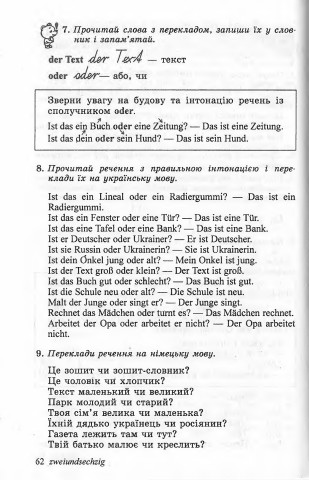 7. Прочитай слова з перекладом, запиши їх у слов-
ник і запам'ятай.
der Text der Text — текст
oder oder — або, чи
Зверни увагу на будову та інтонацію речень із
сполучником oder.
Ist das ein Buch oder eine Zeitung? — Das ist eine Zeitung.
Ist das dein oder sein Hund? — Das ist sein Hund.
8. Прочитай речення з правильною інтонацією і пере-
клади їх на українську мову.
Ist das ein Lineal oder ein Radiergummi? — Das ist ein
Radiergummi.
Ist das ein Fenster oder eine Tür? — Das ist eine Tür.
Ist das eine Tafel oder eine Bank? — Das ist eine Bank.
Ist er Deutscher oder Ukrainer? — Er ist Deutscher.
Ist sie Russin oder Ukrainerin? — Sie ist Ukrainerin.
Ist dein Onkel jung oder alt? — Mein Onkel ist jung.
Ist der Text groß oder klein? — Der Text ist groß.
Ist das Buch gut oder schlecht? — Das Buch ist gut.
Ist die Schule neu oder alt? — Die Schule ist neu.
Malt der Junge oder singt er? — Der Junge singt.
Rechnet das Mädchen oder turnt es? — Das Mädchen rechnet.
Arbeitet der Opa oder arbeitet er nicht? — Der Opa arbeitet
nicht.
9. Переклади речення на німецьку мову.
Це зошит чи зошит-словник?
Це чоловік чи хлопчик?
Текст маленький чи великий?
Парк молодий чи старий?
Твоя сім'я велика чи маленька?
Їхній дядько українець чи росіянин?
Газета лежить там чи тут?
Твій батько малює чи креслить?
62 zweiundsechzig